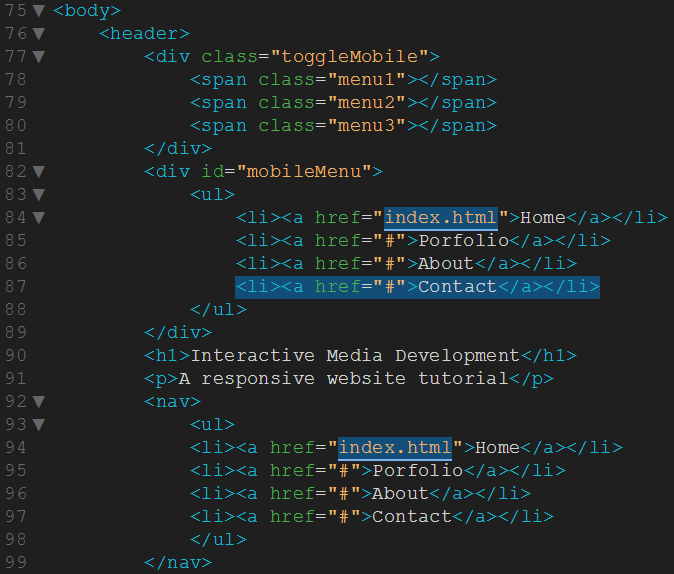 75 ▼ <body>
76 ▼     <header>
77 ▼         <div class="toggleMobile">
78             <span class="menu1"></span>
79             <span class="menu2"></span>
80             <span class="menu3"></span>
81         </div>
82 ▼         <div id="mobileMenu">
83 ▼             <ul>
84 ▼                 <li><a href="index.html">Home</a></li>
85                 <li><a href="#">Porfolio</a></li>
86                 <li><a href="#">About</a></li>
87                 <li><a href="#">Contact</a></li>
88             </ul>
89         </div>
90         <h1>Interactive Media Development</h1>
91         <p>A responsive website tutorial</p>
92 ▼         <nav>
93 ▼             <ul>
94             <li><a href="index.html">Home</a></li>
95             <li><a href="#">Porfolio</a></li>
96             <li><a href="#">About</a></li>
97             <li><a href="#">Contact</a></li>
98             </ul>
99         </nav>